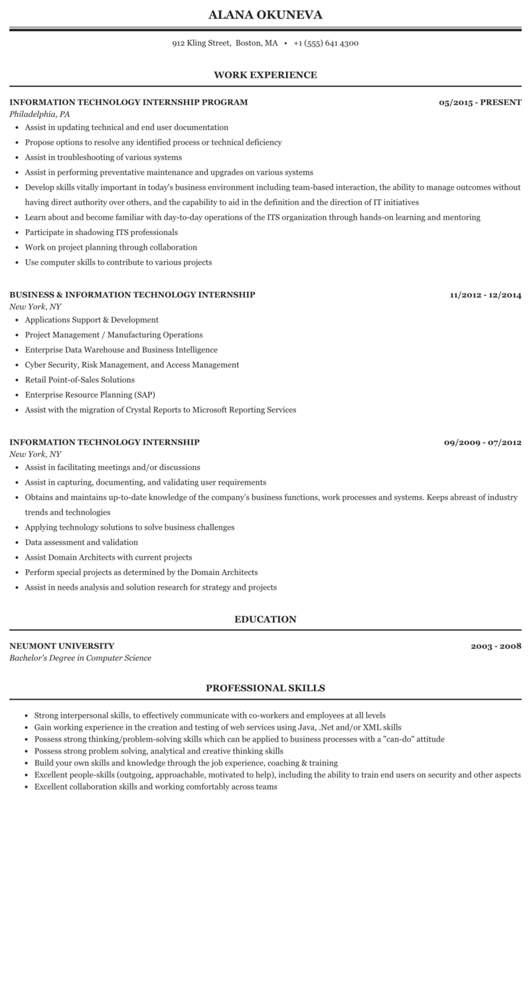 ALANA OKUNEVA
912 Kling Street,  Boston, MA • +1 (555) 641 4300
WORK EXPERIENCE
INFORMATION TECHNOLOGY INTERNSHIP PROGRAM 05/2015 - PRESENT
Philadelphia, PA
• Assist in updating technical and end user documentation
• Propose options to resolve any identified process or technical deficiency
• Assist in troubleshooting of various systems
• Assist in performing preventative maintenance and upgrades on various systems
• Develop skills vitally important in today's business environment including team-based interaction, the ability to manage outcomes without
having direct authority over others, and the capability to aid in the definition and the direction of IT initiatives
• Learn about and become familiar with day-to-day operations of the ITS organization through hands-on learning and mentoring
• Participate in shadowing ITS professionals
• Work on project planning through collaboration
• Use computer skills to contribute to various projects
BUSINESS & INFORMATION TECHNOLOGY INTERNSHIP 11/2012 - 12/2014
New York, NY
• Applications Support & Development
• Project Management / Manufacturing Operations
• Enterprise Data Warehouse and Business Intelligence
• Cyber Security, Risk Management, and Access Management
• Retail Point-of-Sales Solutions
• Enterprise Resource Planning (SAP)
• Assist with the migration of Crystal Reports to Microsoft Reporting Services
INFORMATION TECHNOLOGY INTERNSHIP 09/2009 - 07/2012
New York, NY
• Assist in facilitating meetings and/or discussions
• Assist in capturing, documenting, and validating user requirements
• Obtains and maintains up-to-date knowledge of the company’s business functions, work processes and systems. Keeps abreast of industry
trends and technologies
• Applying technology solutions to solve business challenges
• Data assessment and validation
• Assist Domain Architects with current projects
• Perform special projects as determined by the Domain Architects
• Assist in needs analysis and solution research for strategy and projects
EDUCATION
NEUMONT UNIVERSITY 2003 - 2008
Bachelor's Degree in Computer Science
PROFESSIONAL SKILLS
• Strong interpersonal skills, to effectively communicate with co-workers and employees at all levels
• Gain working experience in the creation and testing of web services using Java, .Net and/or XML skills
• Possess strong thinking/problem-solving skills which can be applied to business processes with a "can-do" attitude
• Possess strong problem solving, analytical and creative thinking skills
• Build your own skills and knowledge through the job experience, coaching & training
• Excellent people-skills (outgoing, approachable, motivated to help), including the ability to train end users on security and other aspects
• Excellent collaboration skills and working comfortably across teams